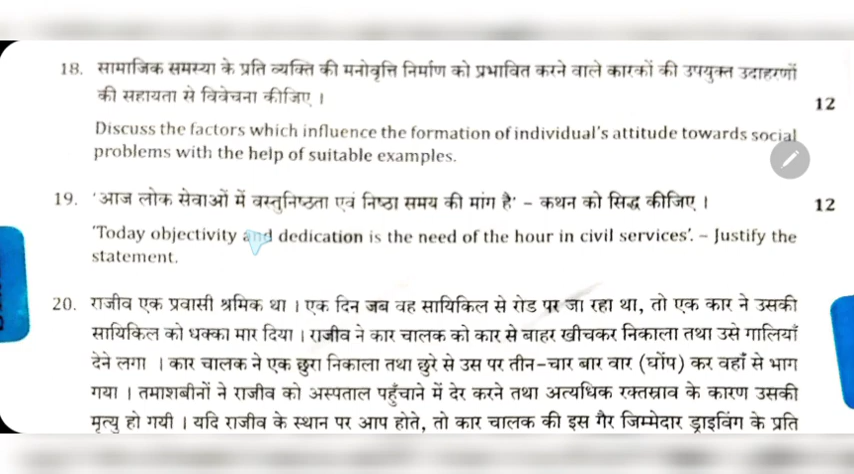 18. सामाजिक समस्या के प्रति व्यक्ति की मनोवृत्ति निर्माण को प्रभावित करने वाले कारकों की उपयुक्त उदाहरणों
की सहायता से विवेचना कीजिए ।
12
Discuss the factors which influence the formation of individual's attitude towards social
problems with the help of suitable examples.
19. 'आज लोक सेवाओं में वस्तुनिष्ठता एवं निष्ठा समय की मांग है' – कथन को सिद्ध कीजिए । 12
'Today objectivity and dedication is the need of the hour in civil services'. – Justify the
statement.
20. राजीव एक प्रवासी श्रमिक था । एक दिन जब वह सायिकिल से रोड पर जा रहा था, तो एक कार ने उसकी
सायिकिल को धक्का मार दिया । राजीव ने कार चालक को कार से बाहर खीचकर निकाला तथा उसे गालियाँ
देने लगा । कार चालक ने एक छुरा निकाला तथा छुरे से उस पर तीन-चार बार वार (घोंप) कर वहाँ से भाग
गया । तमाशबीनों ने राजीव को अस्पताल पहुँचाने में देर करने तथा अत्यधिक रक्तस्राव के कारण उसकी
मृत्यु हो गयी । यदि राजीव के स्थान पर आप होते, तो कार चालक की इस गैर जिम्मेदार ड्राइविंग के प्रति